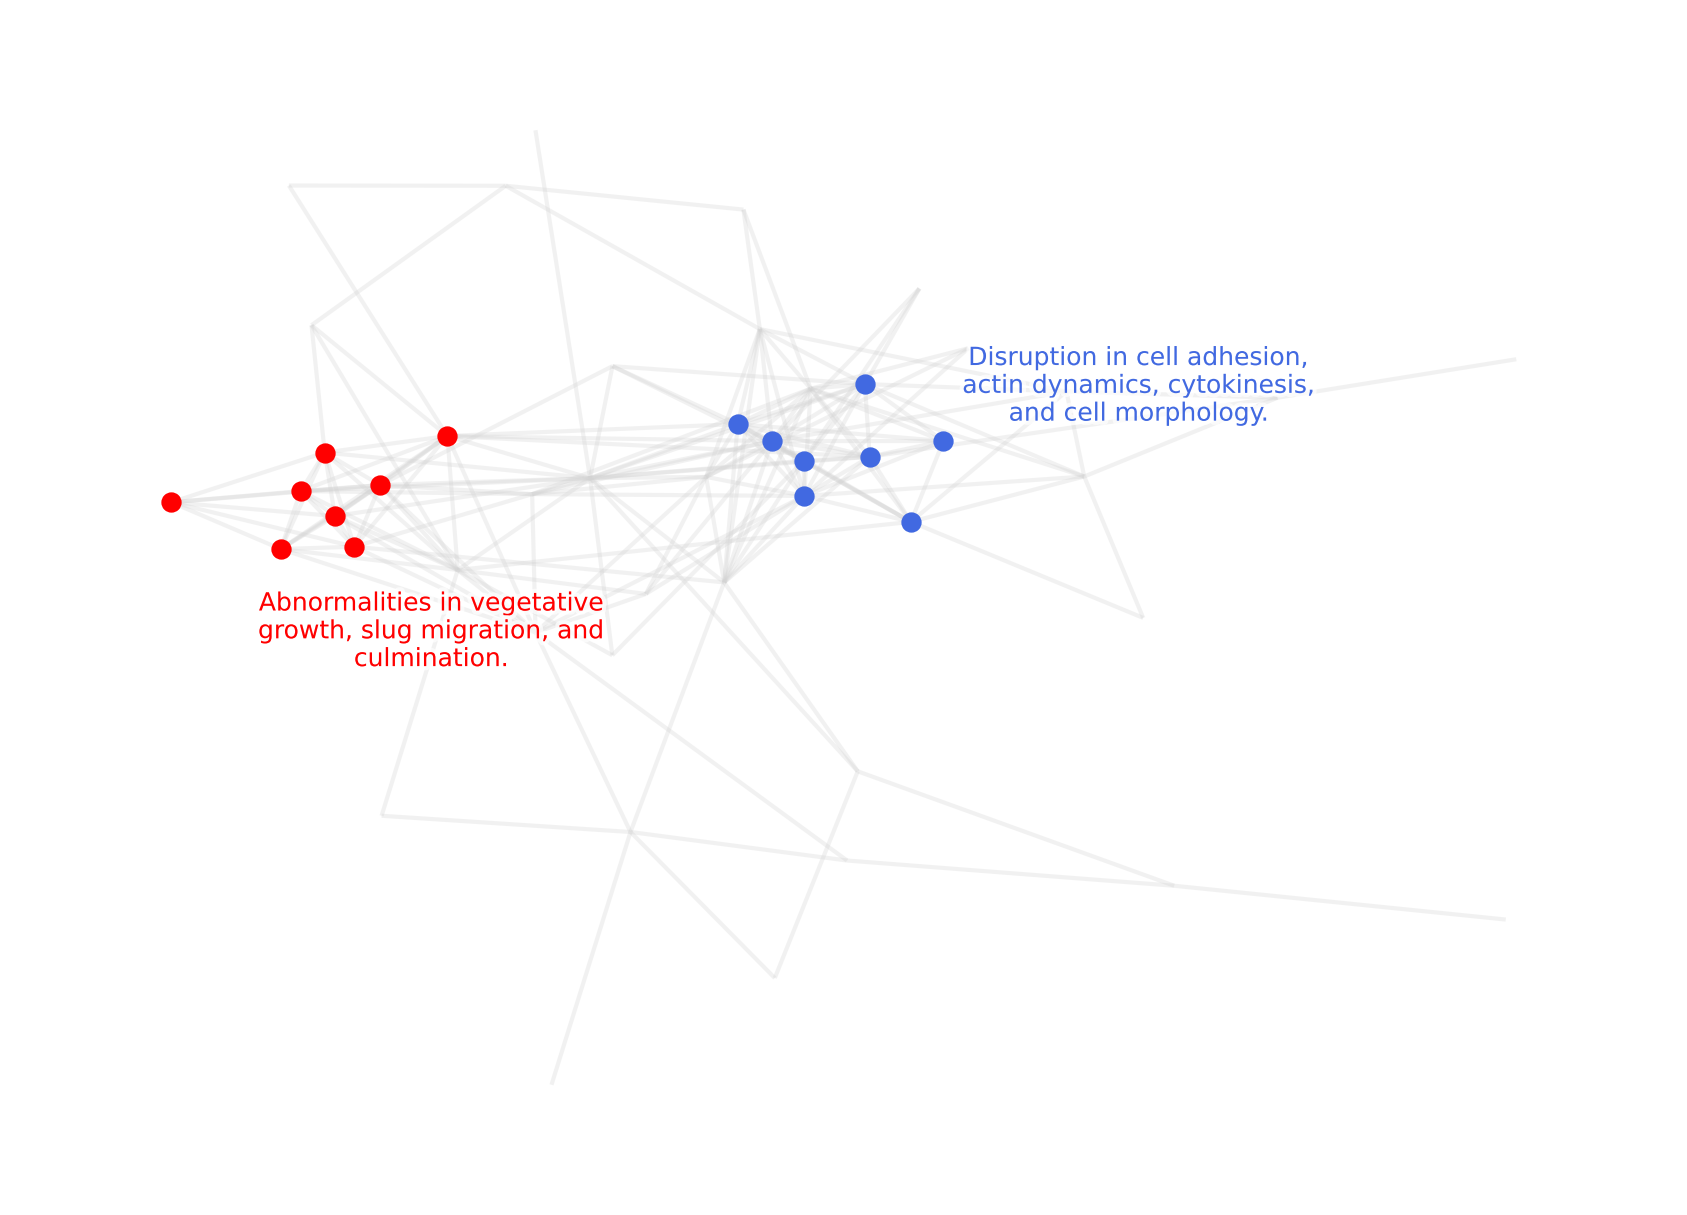 Disruption in cell adhesion,
actin dynamics, cytokinesis,
and cell morphology.
Abnormalities in vegetative
growth, slug migration, and
culmination.